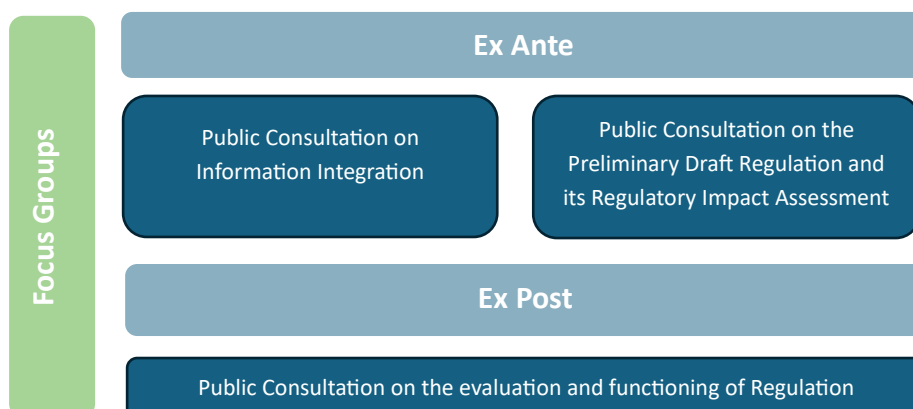 Focus Groups
Ex Ante
Public Consultation on
Information Integration
Public Consultation on the
Preliminary Draft Regulation and
its Regulatory Impact Assessment
Ex Post
Public Consultation on the evaluation and functioning of Regulation